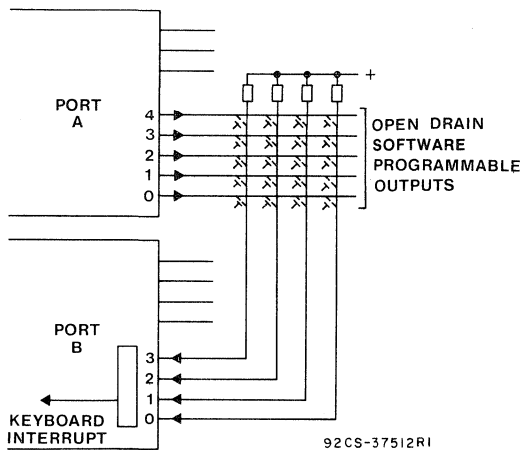 PORT
A
4
3
2
1
0
+
OPEN DRAIN
SOFTWARE
PROGRAMMABLE
OUTPUTS
PORT
B
3
2
1
0
KEYBOARD
INTERRUPT
92CS-37512R1